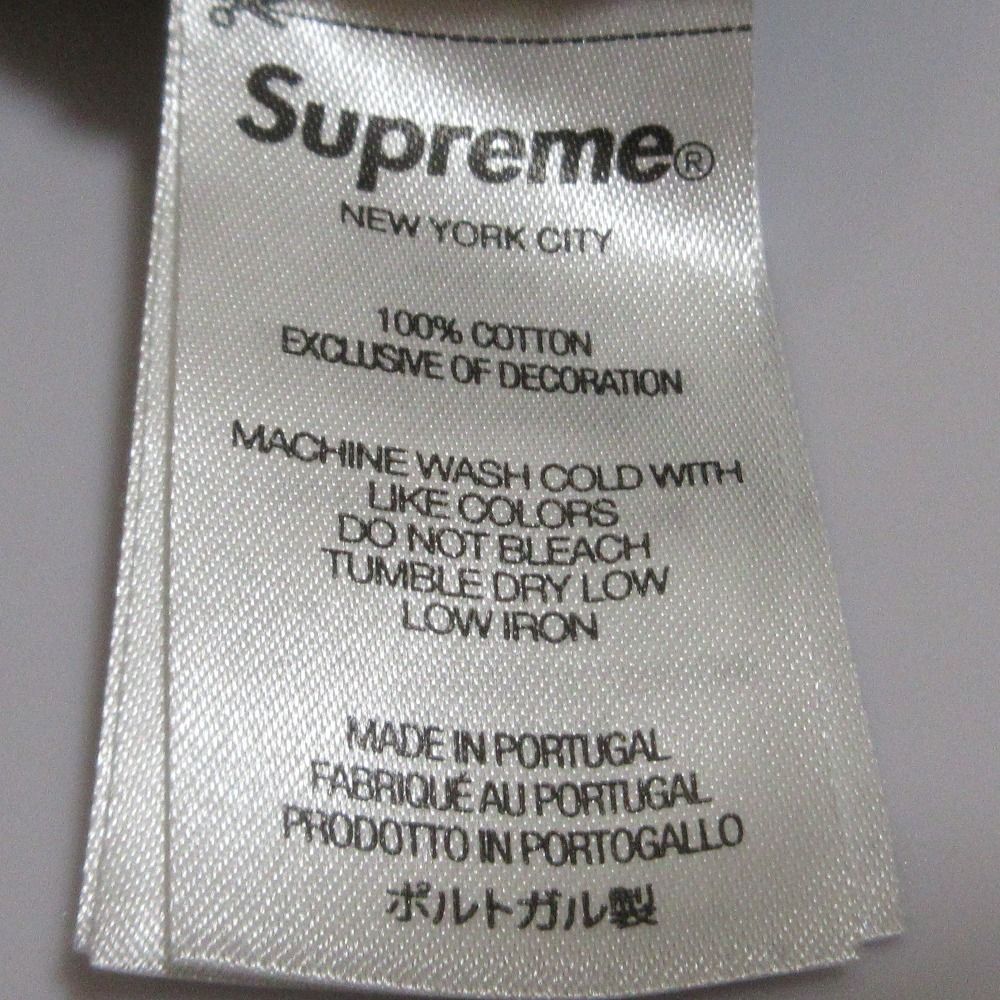 Supreme®
NEW YORK CITY
100% COTTON
EXCLUSIVE OF DECORATION
MACHINE WASH COLD WITH
LIKE COLORS
DO NOT BLEACH
TUMBLE DRY LOW
LOW IRON
MADE IN PORTUGAL
FABRIQUÉ AU PORTUGAL
PRODOTTO IN PORTOGALLO
ポルトガル製